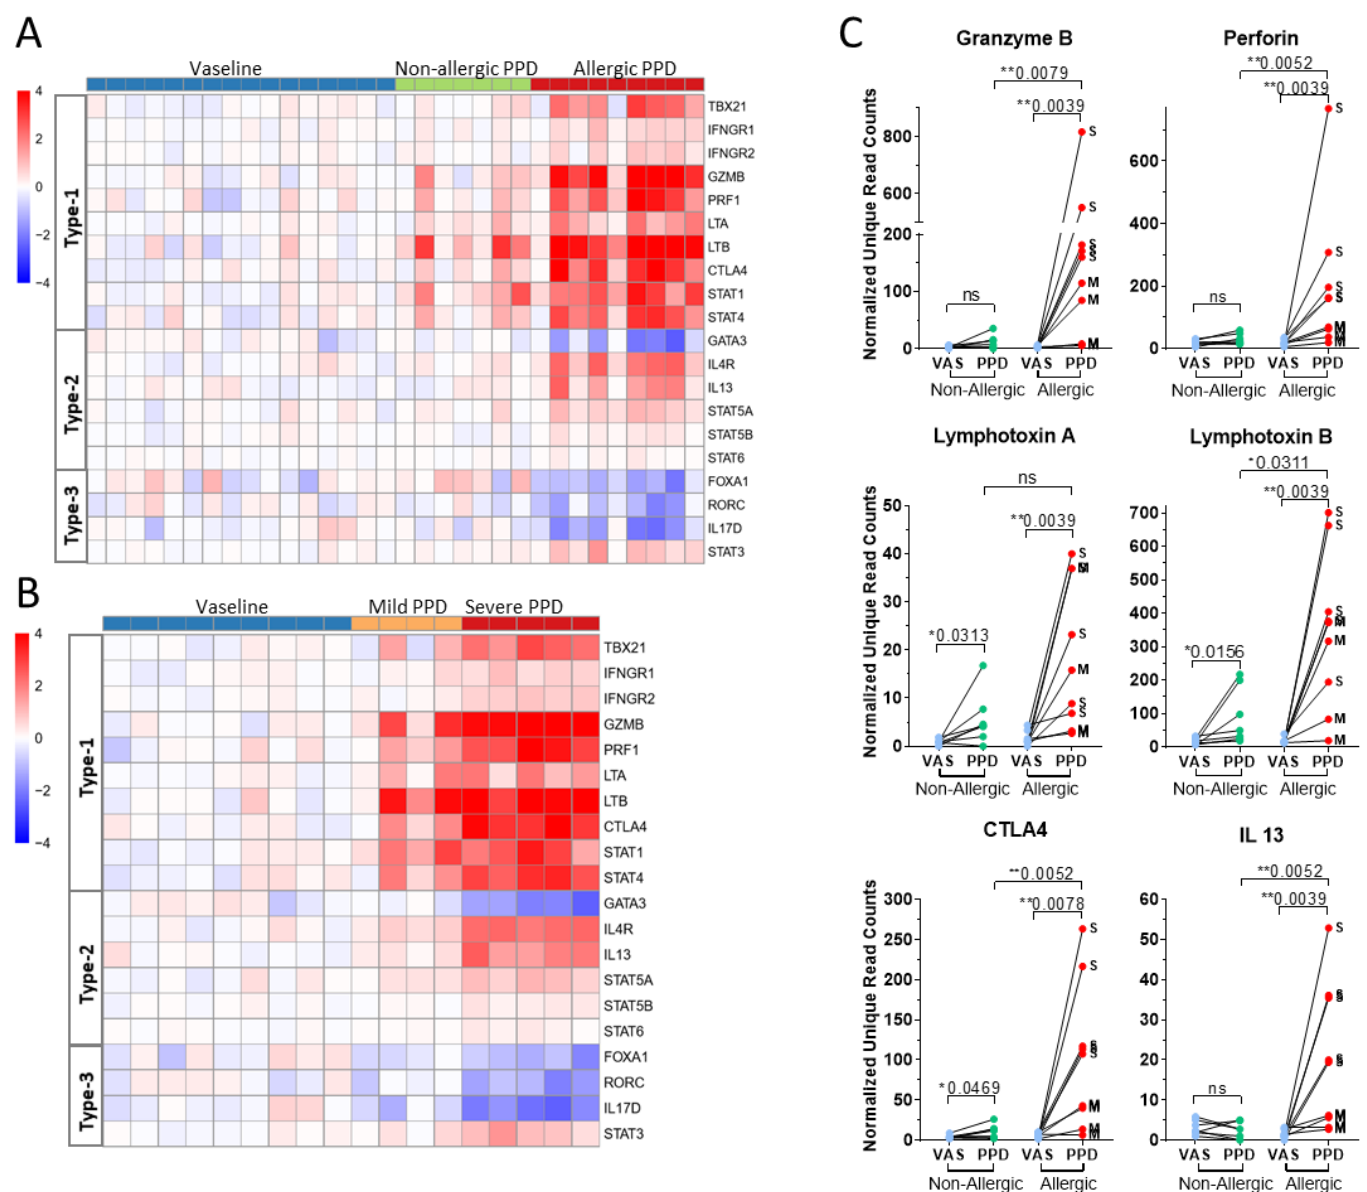 A
Vaseline
Non-allergic PPD
Allergic PPD
4
2
0
−2
−4
Type-1
Type-2
Type-3
TBX21
IFNGR1
IFNGR2
GZMB
PRF1
LTA
LTB
CTLA4
STAT1
STAT4
GATA3
IL4R
IL13
STAT5A
STAT5B
STAT6
FOXA1
RORC
IL17D
STAT3
B
Vaseline
Mild PPD
Severe PPD
4
2
0
−2
−4
Type-1
Type-2
Type-3
TBX21
IFNGR1
IFNGR2
GZMB
PRF1
LTA
LTB
CTLA4
STAT1
STAT4
GATA3
IL4R
IL13
STAT5A
STAT5B
STAT6
FOXA1
RORC
IL17D
STAT3
C
Granzyme B
Normalized Unique Read Counts
**0.0079
**0.0039
ns
800
600
200
100
0
S
S
S
S
S
M
M
M
VAS PPD VAS PPD
Non-Allergic Allergic
Perforin
**0.0052
**0.0039
ns
600
400
200
0
S
S
S
S
M
M
M
VAS PPD VAS PPD
Non-Allergic Allergic
Lymphotoxin A
Normalized Unique Read Counts
ns
**0.0039
*0.0313
50
40
30
20
10
0
S
M
S
M
S
S
M
VAS PPD VAS PPD
Non-Allergic Allergic
Lymphotoxin B
*0.0311
**0.0039
*0.0156
700
600
500
400
300
200
100
0
S
S
S
M
M
S
M
M
VAS PPD VAS PPD
Non-Allergic Allergic
CTLA4
Normalized Unique Read Counts
**0.0052
**0.0078
*0.0469
300
250
200
150
100
50
0
S
S
S
S
M
M
M
VAS PPD VAS PPD
Non-Allergic Allergic
IL 13
**0.0052
**0.0039
ns
60
50
40
30
20
10
0
S
S
S
M
M
VAS PPD VAS PPD
Non-Allergic Allergic